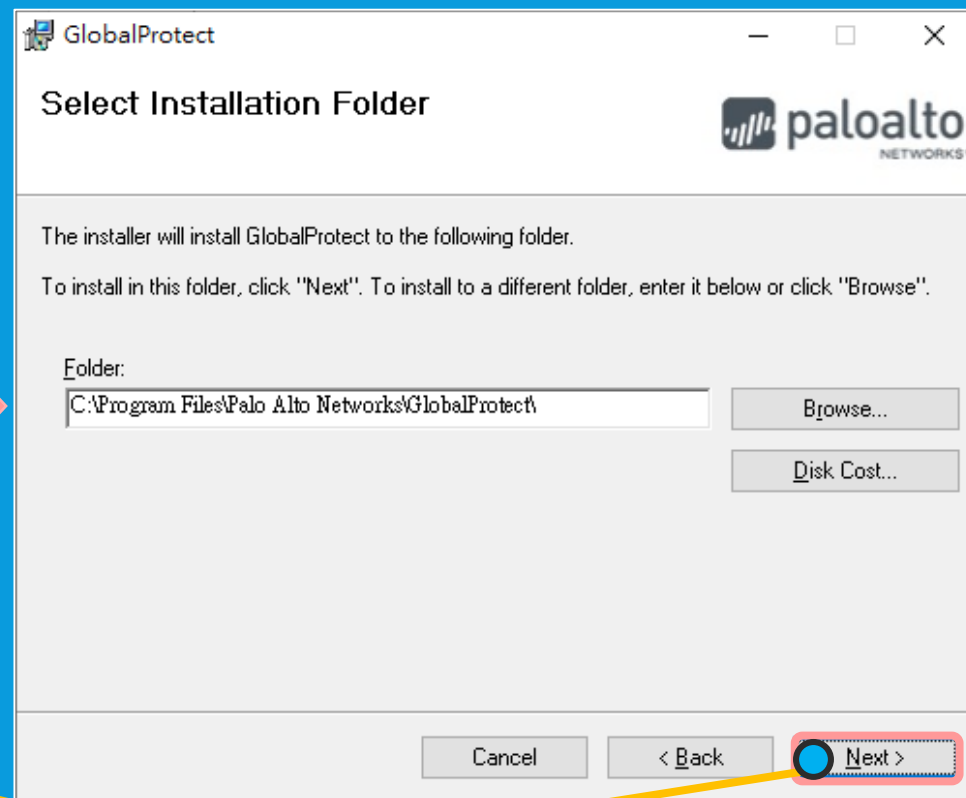 GlobalProtect
Select Installation Folder
paloalto
NETWORKS
The installer will install GlobalProtect to the following folder.
To install in this folder, click "Next". To install to a different folder, enter it below or click "Browse".
Folder:
C:\Program Files\Palo Alto Networks\GlobalProtect\
Browse...
Disk Cost...
Cancel
< Back
Next >